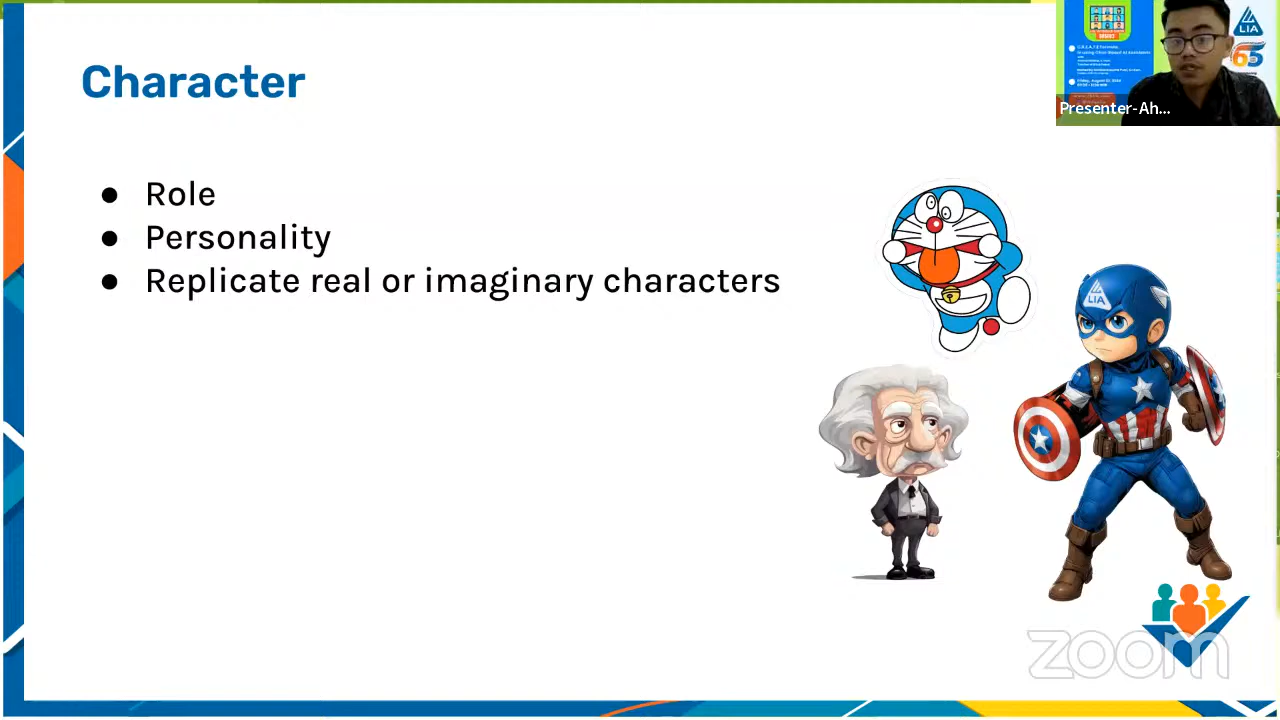 Character
● Role
● Personality
● Replicate real or imaginary characters
LIA
65
Presenter-Ah...
LIA
zoom